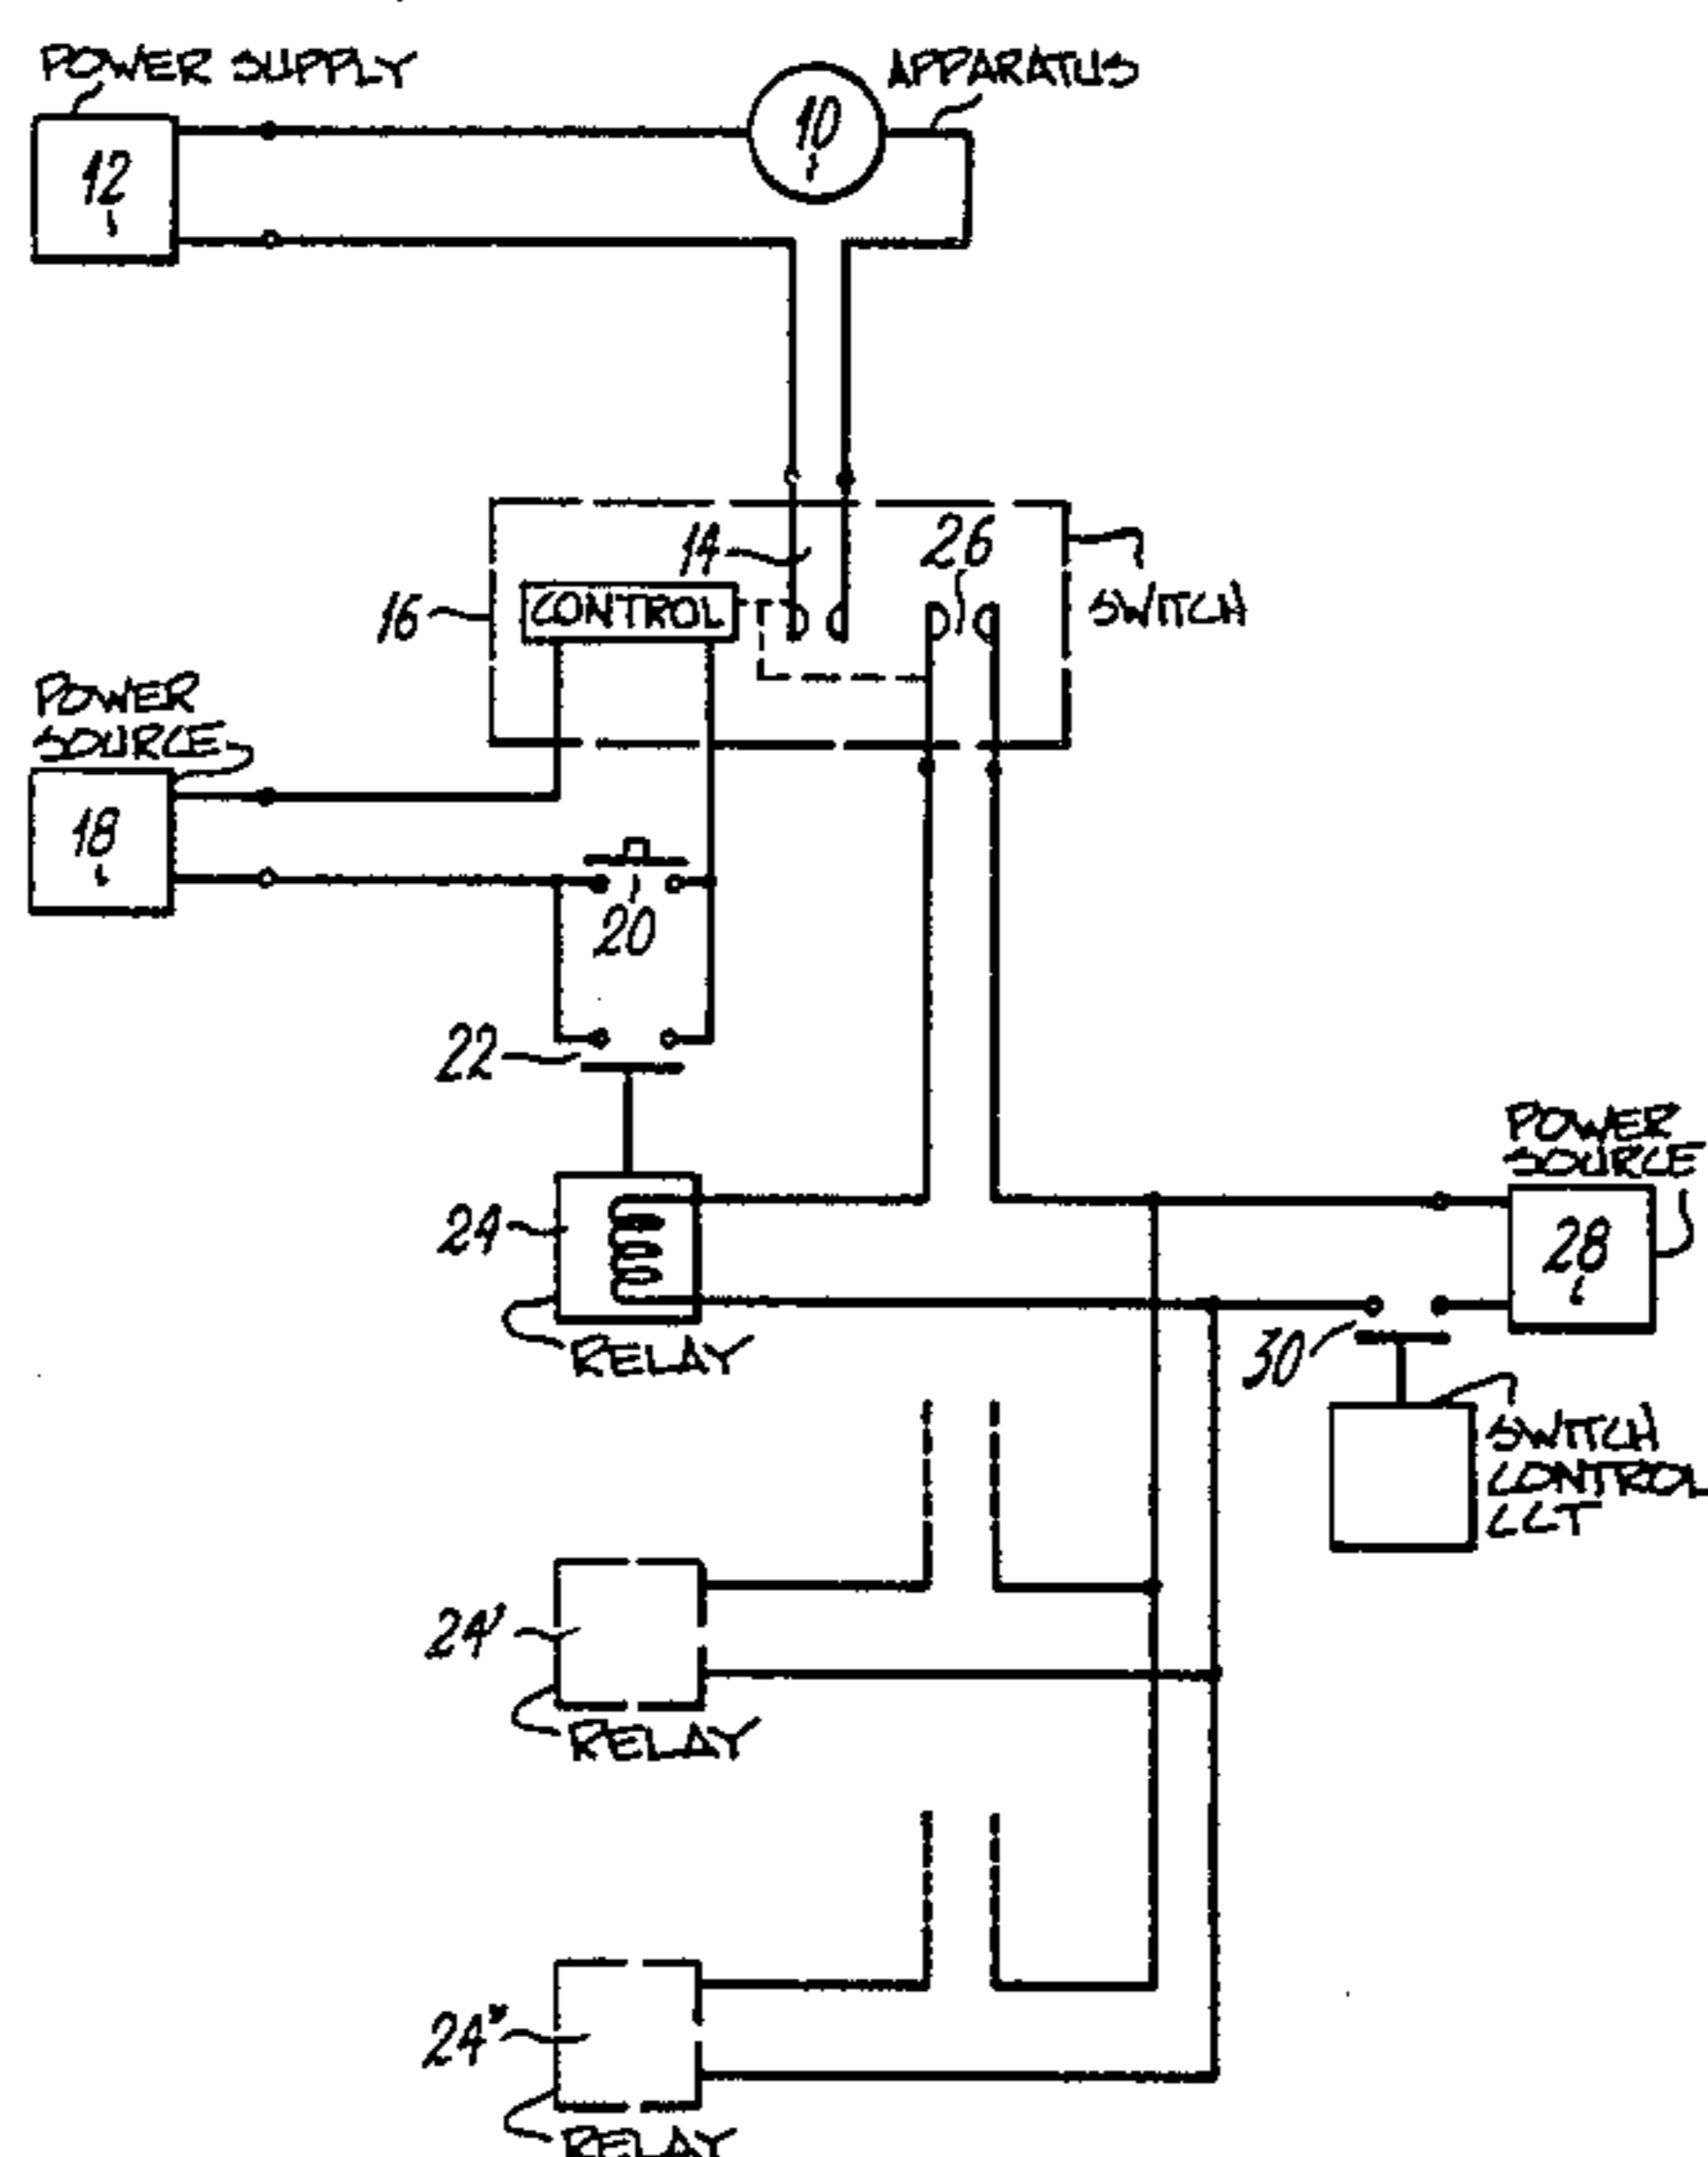 POWER SUPPLY
APPARATUS
10
12
14
26
16
CONTROL
SWITCH
POWER
SOURCE
18
20
22
POWER
SOURCE
24
28
RELAY
30
SWITCH
CONTROL
CCT
24'
RELAY
24"
RELAY